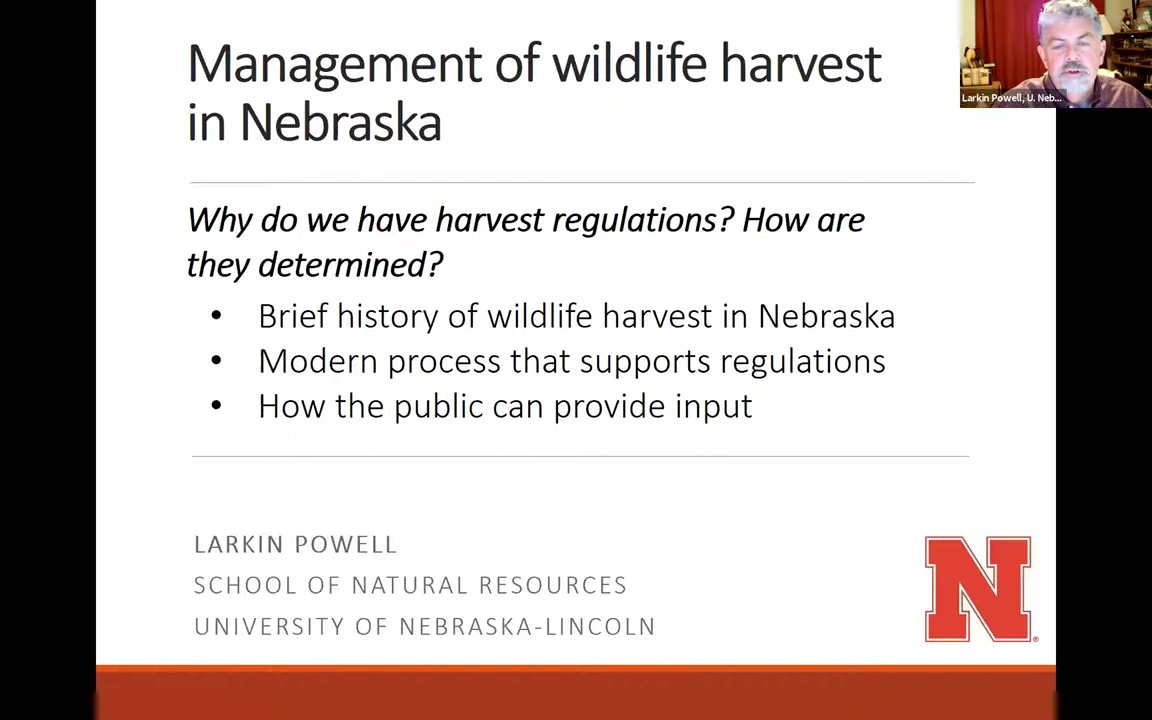 Management of wildlife harvest
in Nebraska
Larkin Powell, U. Neb...
Why do we have harvest regulations? How are
they determined?
• Brief history of wildlife harvest in Nebraska
• Modern process that supports regulations
• How the public can provide input
LARKIN POWELL
SCHOOL OF NATURAL RESOURCES
UNIVERSITY OF NEBRASKA-LINCOLN
N
®